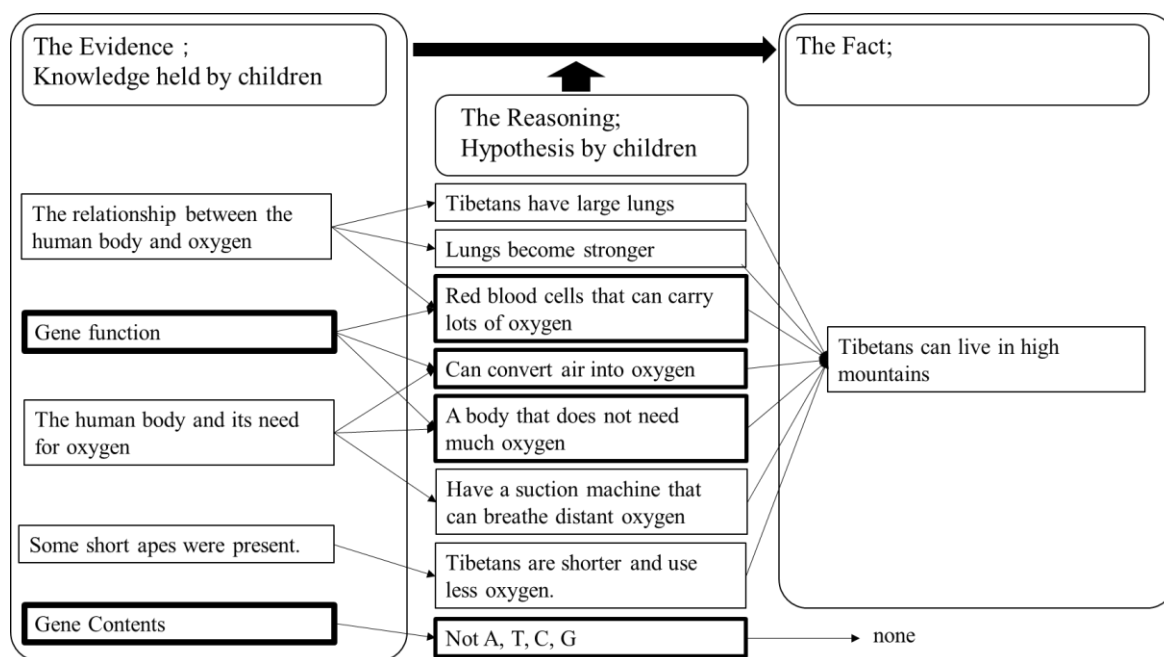 The Evidence ;
Knowledge held by children
The relationship between the
human body and oxygen
Gene function
The human body and its need
for oxygen
Some short apes were present.
Gene Contents
The Reasoning;
Hypothesis by children
Tibetans have large lungs
Lungs become stronger
Red blood cells that can carry
lots of oxygen
Can convert air into oxygen
A body that does not need
much oxygen
Have a suction machine that
can breathe distant oxygen
Tibetans are shorter and use
less oxygen.
Not A, T, C, G
The Fact;
Tibetans can live in high
mountains
none